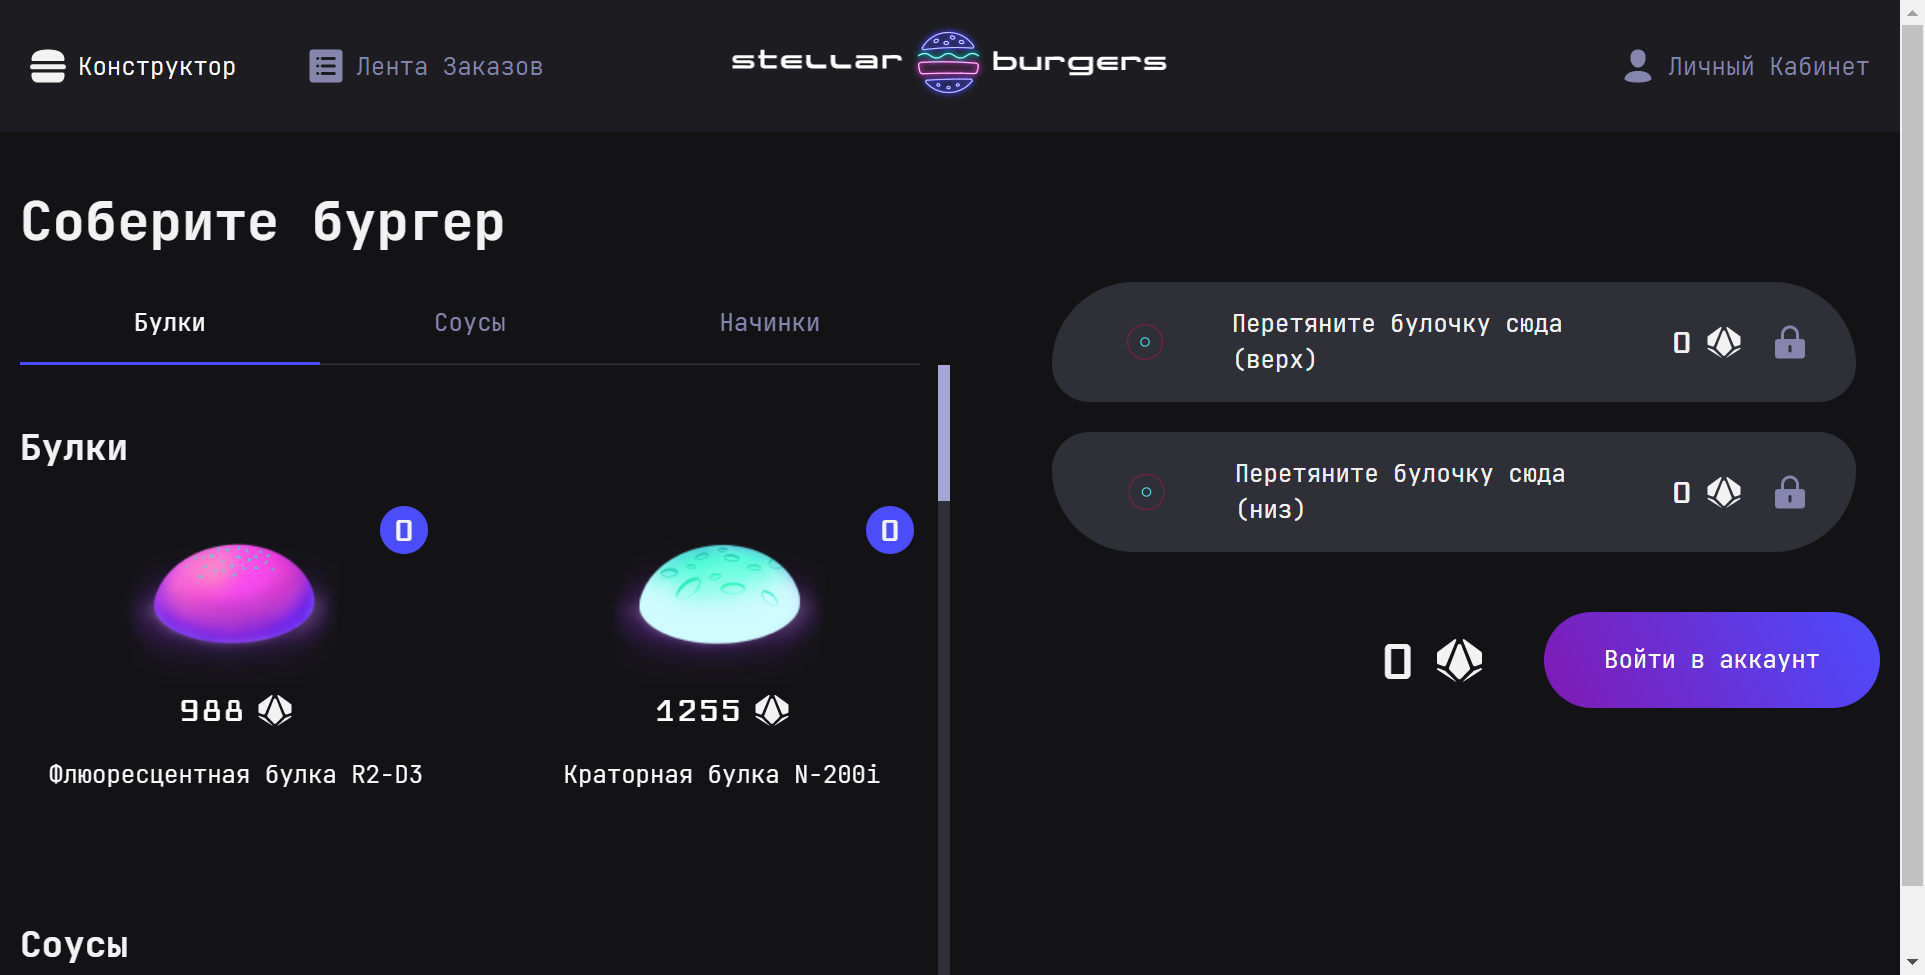 Конструктор
Лента Заказов
stellar burgers
Личный Кабинет
Соберите бургер
Булки
Соусы
Начинки
Булки
0
988
Флюоресцентная булка R2-D3
0
1255
Краторная булка N-200i
Соусы
Перетяните булочку сюда
(верх)
0
Перетяните булочку сюда
(низ)
0
0
Войти в аккаунт